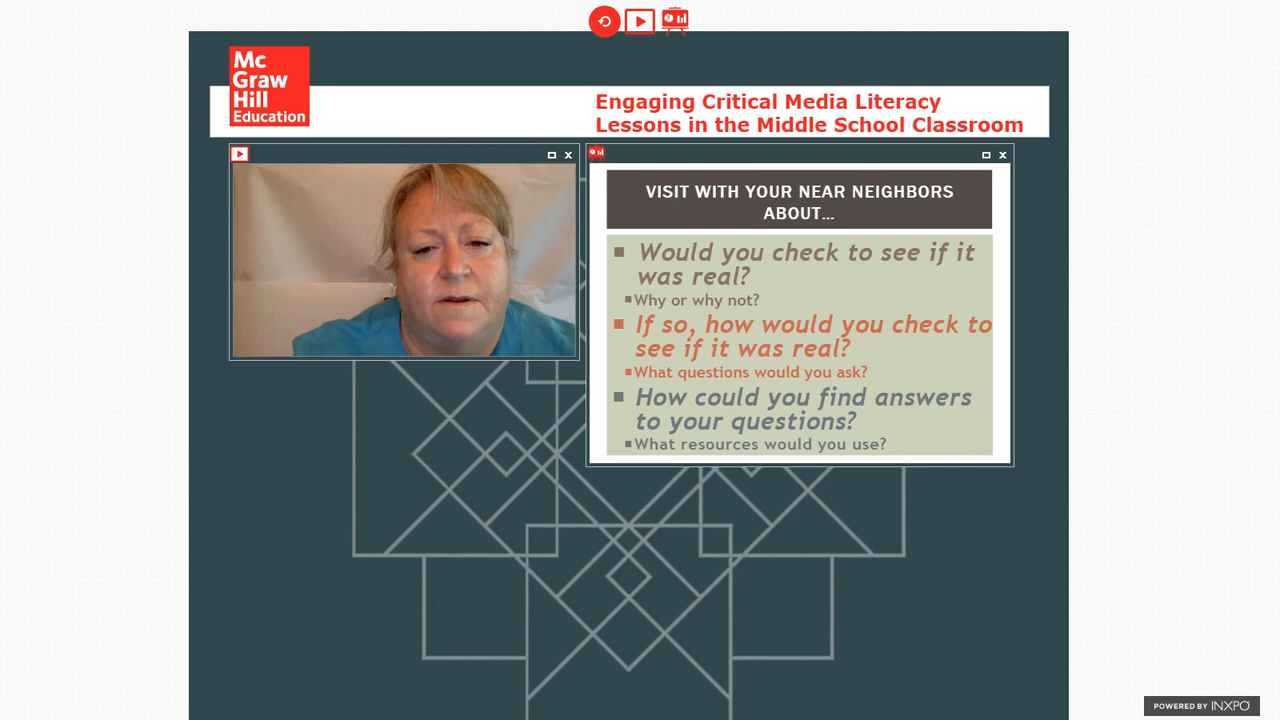 Mc
Graw
Hill
Education
Engaging Critical Media Literacy
Lessons in the Middle School Classroom
VISIT WITH YOUR NEAR NEIGHBORS
ABOUT...
Would you check to see if it
was real?
Why or why not?
If so, how would you check to
see if it was real?
What questions would you ask?
How could you find answers
to your questions?
What resources would you use?
POWERED BY INXPO